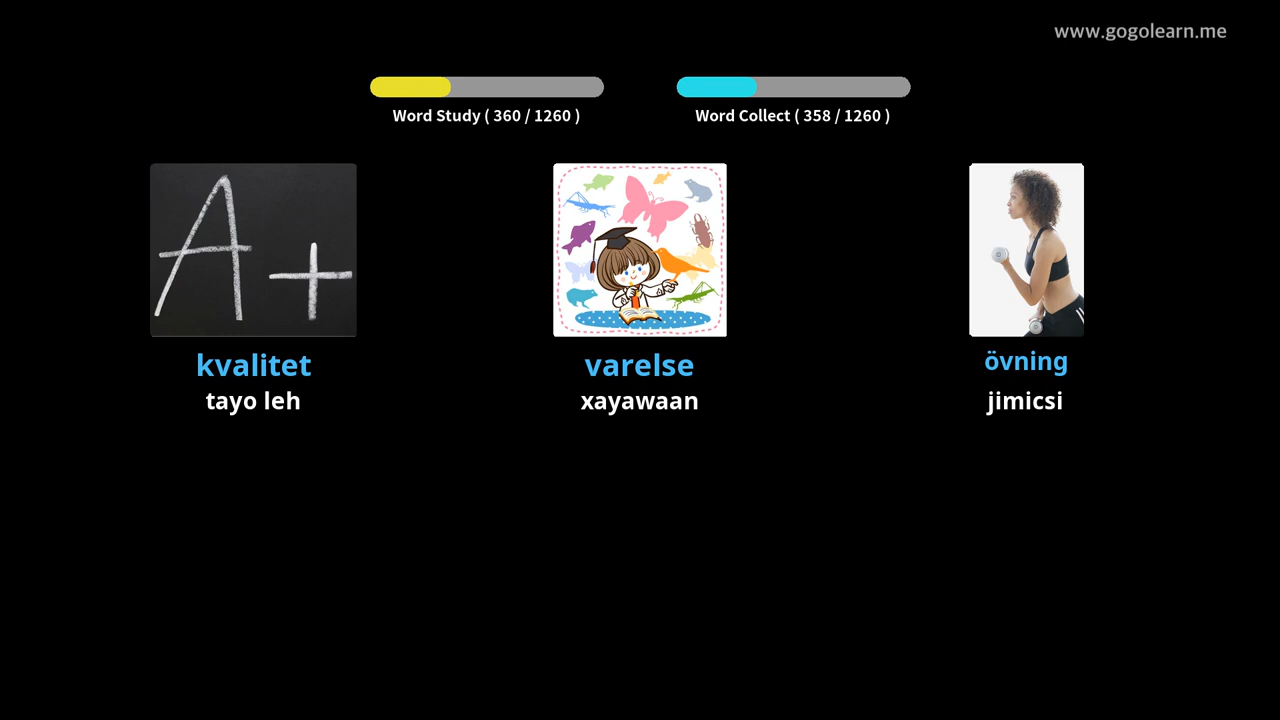 www.gogolearn.me
Word Study ( 360 / 1260 )
Word Collect ( 358 / 1260 )
A+
kvalitet
tayo leh
varelse
xayawaan
övning
jimicsi